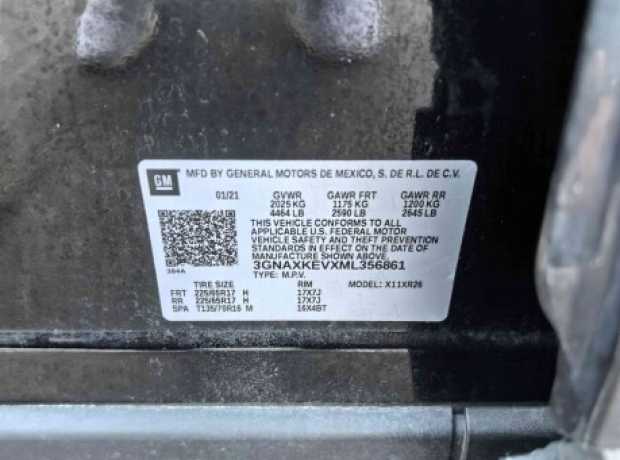 GM
MFD BY GENERAL MOTORS DE MEXICO, S. DE R.L. DE C.V.
01/21 GVWR GAWR FRT GAWR RR
2025 KG 1175 KG 1200 KG
4464 LB 2590 LB 2645 LB
THIS VEHICLE CONFORMS TO ALL
APPLICABLE U.S. FEDERAL MOTOR
VEHICLE SAFETY AND THEFT
PREVENTION STANDARDS IN EFFECT ON
THE DATE OF MANUFACTURE SHOWN ABOVE.
3GNAXKEVXML356861
384A TYPE: M.P.V.
TIRE SIZE RIM MODEL: X11XR26
FRT 225/65R17 H 17X7J
RR 225/65R17 H 17X7J
SPA T135/70R16 M 16X4BT